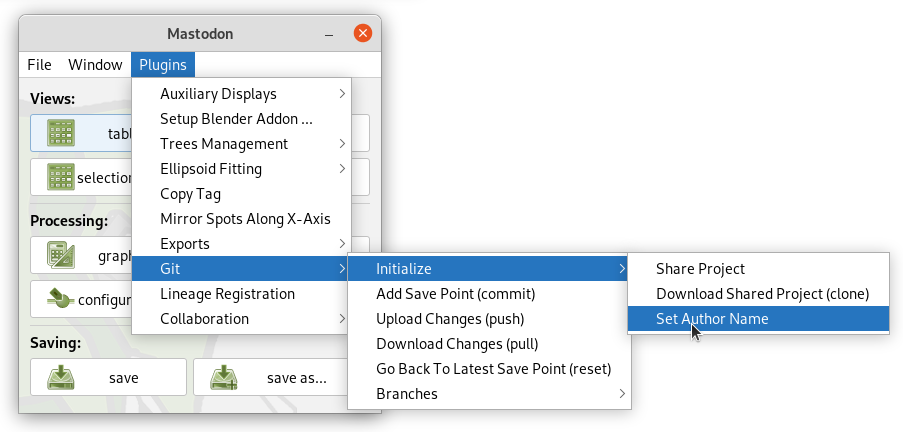 Mastodon
File Window Plugins
Views:
Auxiliary Displays
Setup Blender Addon ...
Trees Management
Ellipsoid Fitting
selection
Copy Tag
Mirror Spots Along X-Axis
Processing:
Exports
Git
Initialize
Share Project
Lineage Registration
Add Save Point (commit)
Download Shared Project (clone)
Collaboration
Upload Changes (push)
Set Author Name
Saving:
Download Changes (pull)
save
save as...
Go Back To Latest Save Point (reset)
Branches